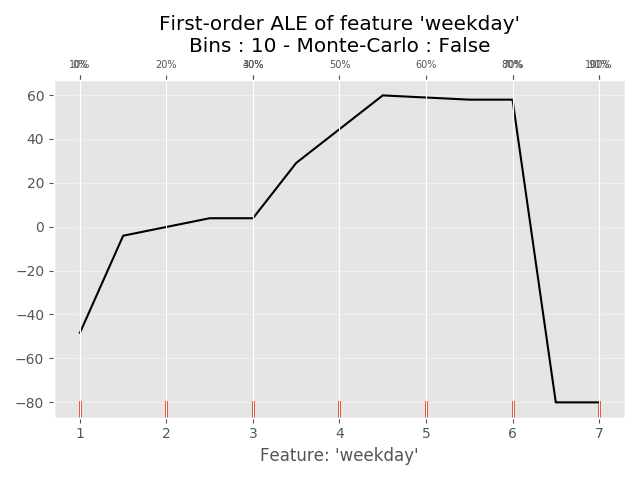 First-order ALE of feature 'weekday'
Bins : 10 - Monte-Carlo : False
20% 50% 60%
60
40
20
0
−20
−40
−60
−80
1 2 3 4 5 6 7
Feature: 'weekday'